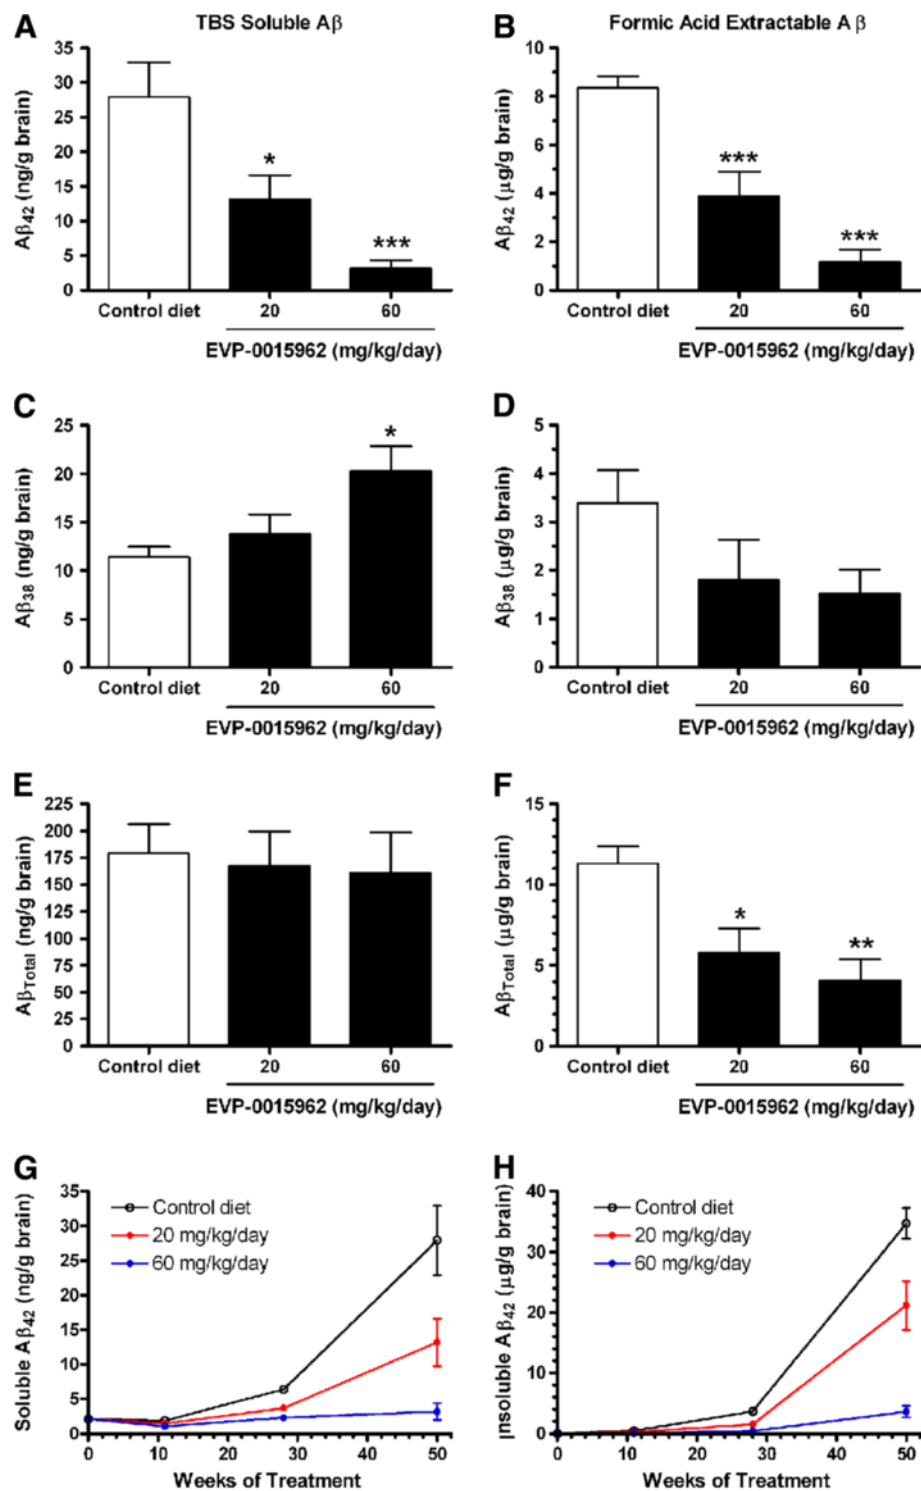 A TBS Soluble Aβ
Aβ42 (ng/g brain)
35
30
25
20
15
10
5
0
*
***
Control diet 20 60
EVP-0015962 (mg/kg/day)
B Formic Acid Extractable A β
Aβ42 (μg/g brain)
10
8
6
4
2
0
***
***
Control diet 20 60
EVP-0015962 (mg/kg/day)
C
Aβ38 (ng/g brain)
25
20
15
10
5
0
*
Control diet 20 60
EVP-0015962 (mg/kg/day)
D
Aβ38 (μg/g brain)
5
4
3
2
1
0
Control diet 20 60
EVP-0015962 (mg/kg/day)
E
AβTotal (ng/g brain)
225
200
175
150
125
100
75
50
25
0
Control diet 20 60
EVP-0015962 (mg/kg/day)
F
AβTotal (μg/g brain)
15
10
5
0
*
**
Control diet 20 60
EVP-0015962 (mg/kg/day)
G
Soluble Aβ42 (ng/g brain)
35
30
25
20
15
10
5
0
Control diet
20 mg/kg/day
60 mg/kg/day
0 10 20 30 40 50
Weeks of Treatment
H
Insoluble Aβ42 (μg/g brain)
40
30
20
10
0
Control diet
20 mg/kg/day
60 mg/kg/day
0 10 20 30 40 50
Weeks of Treatment